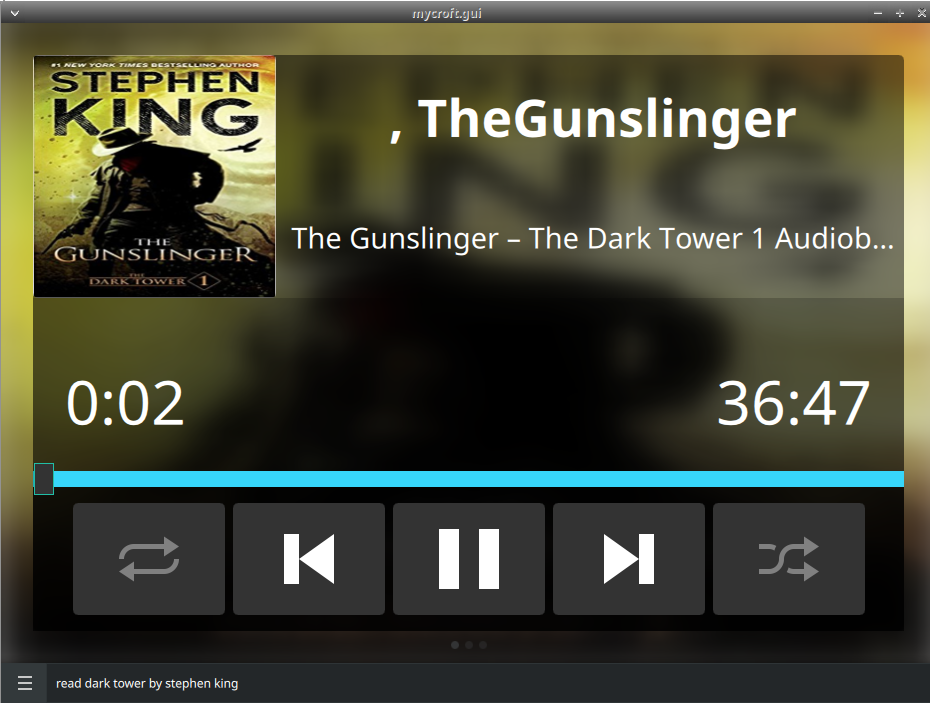 mycroft.gui
#1 NEW YORK TIMES BESTSELLING AUTHOR
STEPHEN
KING
THE
GUNSLINGER
THE
DARK TOWER 1
, TheGunslinger
The Gunslinger – The Dark Tower 1 Audiob...
0:02
36:47
read dark tower by stephen king